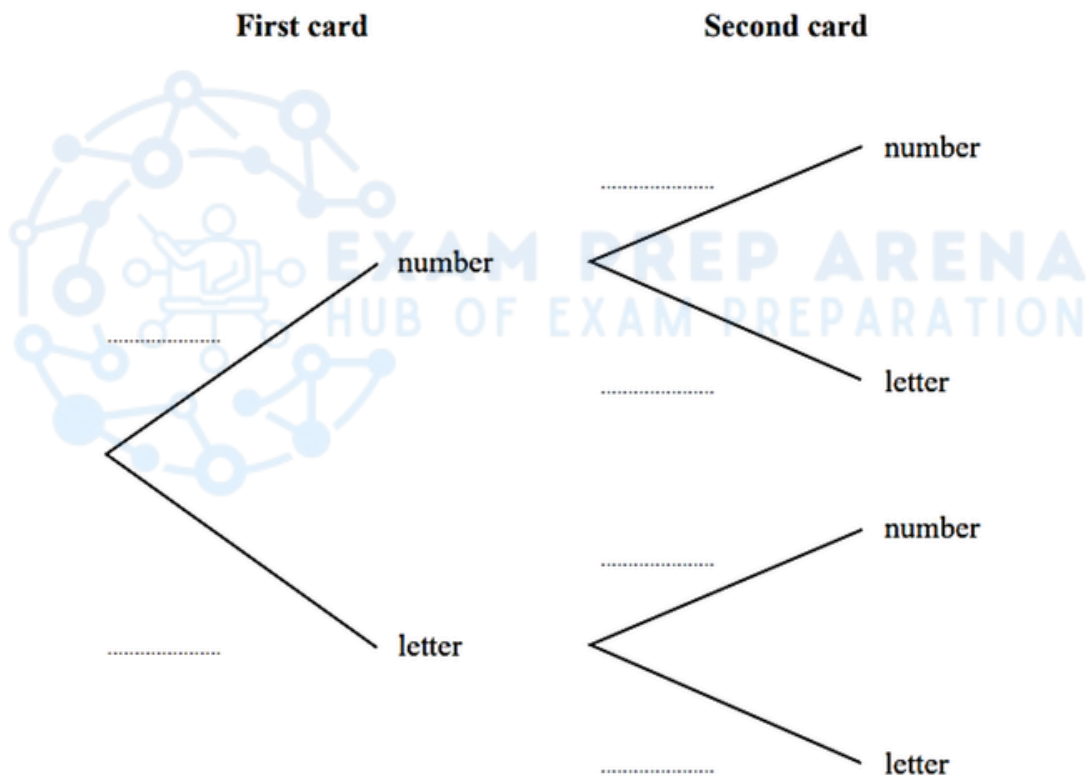 First card
Second card
number
number
EXAM PREP ARENA
HUB OF EXAM PREPARATION
letter
number
letter
letter